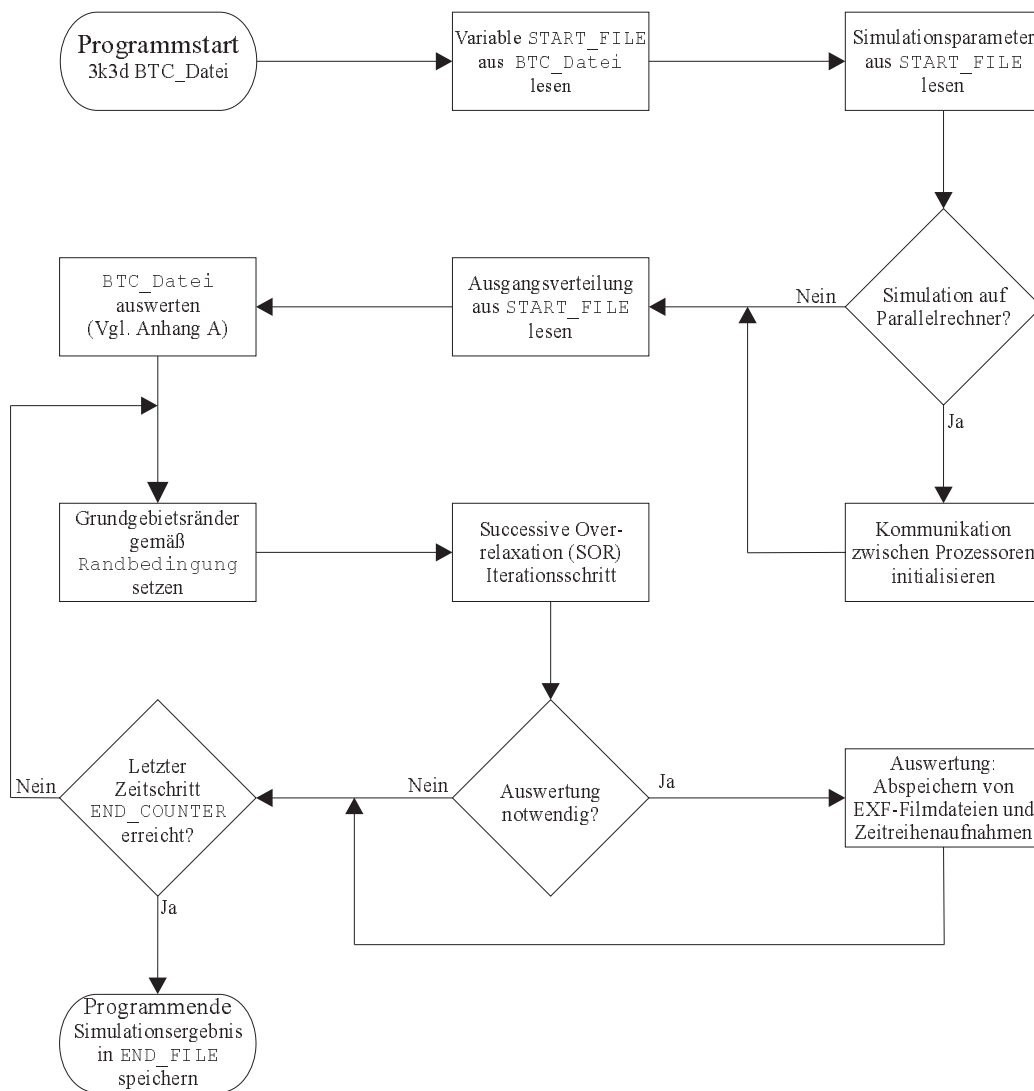 Programmstart
3k3d BTC_Datei
Variable START_FILE
aus BTC_Datei
lesen
Simulationsparameter
aus START_FILE
lesen
BTC_Datei
auswerten
(Vgl. Anhang A)
Ausgangsverteilung
aus START_FILE
lesen
Nein
Simulation auf
Parallelrechner?
Ja
Grundgebietsränder
gemäß
Randbedingung
setzen
Successive Over-
relaxation (SOR)
Iterationsschritt
Kommunikation
zwischen Prozessoren
initialisieren
Nein
Letzter
Zeitschritt
END_COUNTER
erreicht?
Nein
Auswertung
notwendig?
Ja
Auswertung:
Abspeichern von
EXF-Filmdateien und
Zeitreihenaufnahmen
Ja
Programmende
Simulationsergebnis
in END_FILE
speichern